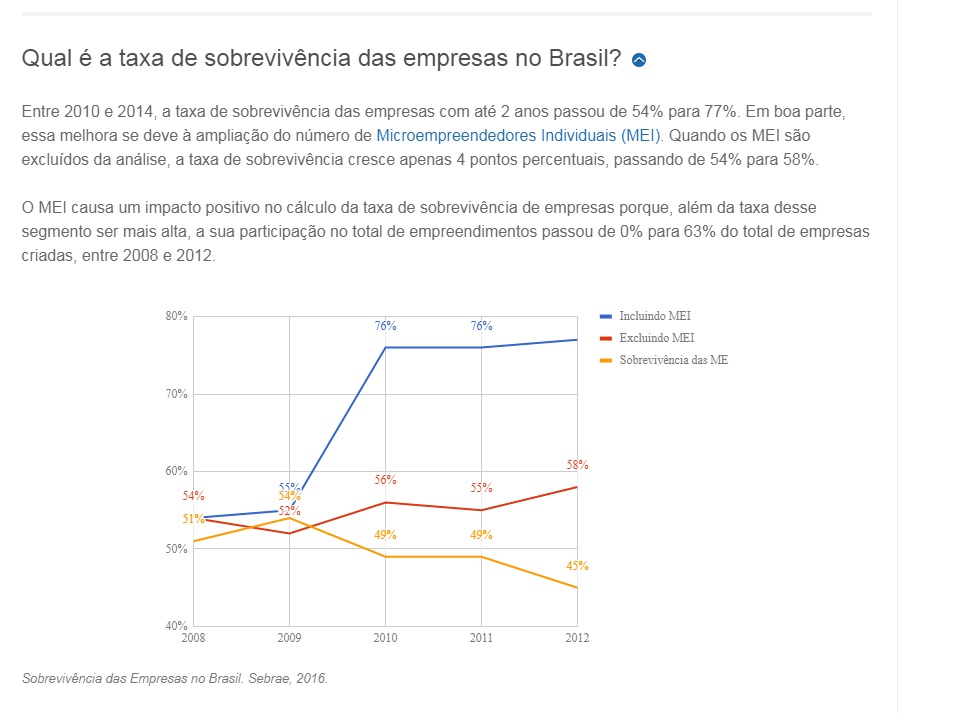 Qual é a taxa de sobrevivência das empresas no Brasil?
Entre 2010 e 2014, a taxa de sobrevivência das empresas com até 2 anos passou de 54% para 77%. Em boa parte,
essa melhora se deve à ampliação do número de Microempreendedores Individuais (MEI). Quando os MEI são
excluídos da análise, a taxa de sobrevivência cresce apenas 4 pontos percentuais, passando de 54% para 58%.
O MEI causa um impacto positivo no cálculo da taxa de sobrevivência de empresas porque, além da taxa desse
segmento ser mais alta, a sua participação no total de empreendimentos passou de 0% para 63% do total de empresas
criadas, entre 2008 e 2012.
80%
76%
76%
Incluindo MEI
Excluindo MEI
Sobrevivência das ME
70%
60%
58%
56%
55%
55%
54%
54%
52%
51%
50%
49%
49%
45%
40%
2008
2009
2010
2011
2012
Sobrevivência das Empresas no Brasil. Sebrae, 2016.